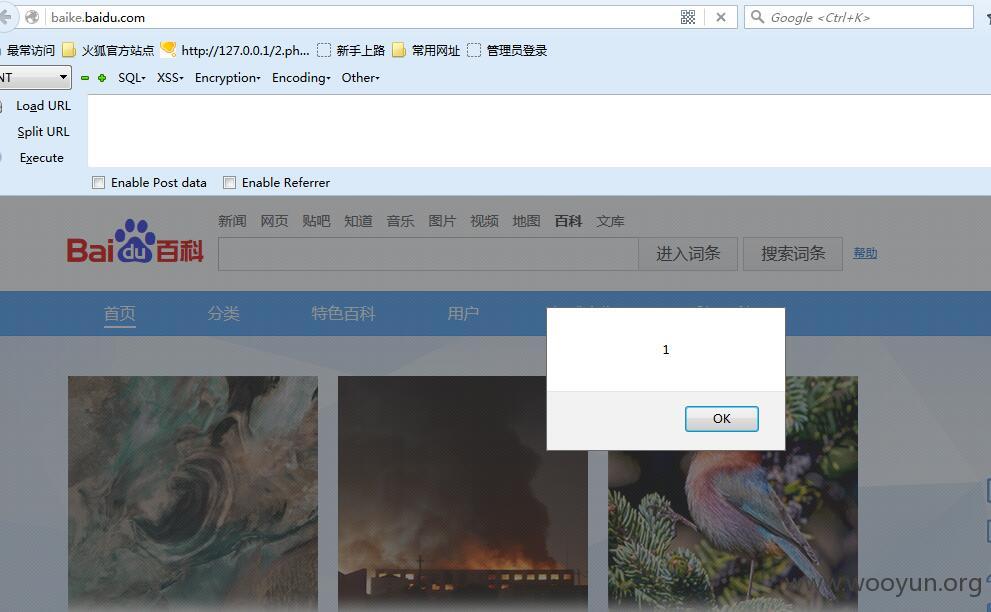 baike.baidu.com
Google <Ctrl+K>
最常访问 火狐官方站点 http://127.0.0.1/2.ph... 新手上路 常用网址 管理员登录
NT SQL- XSS- Encryption- Encoding- Other-
Load URL
Split URL
Execute
Enable Post data Enable Referrer
新闻 网页 贴吧 知道 音乐 图片 视频 地图 百科 文库
Bai du 百科 进入词条 搜索词条 帮助
首页 分类 特色百科 用户
1
OK
www.wooyun.org